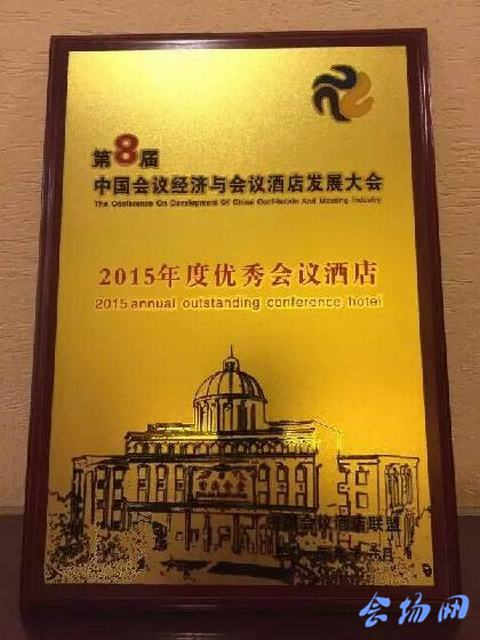 第8届
中国会议经济与会议酒店发展大会
The Conference On Development Of China Conference And Meeting Industry
2015年度优秀会议酒店
2015 annual outstanding conference hotel
会议酒店联盟
会场网